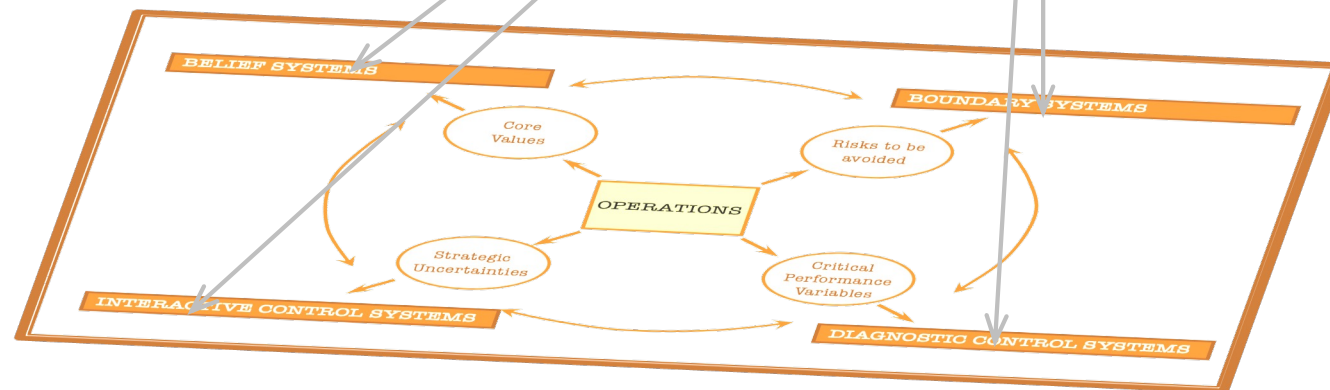 BELIEF SYSTEMS
BOUNDARY SYSTEMS
Core
Values
Risks to be
avoided
OPERATIONS
Strategic
Uncertainties
Critical
Performance
Variables
INTERACTIVE CONTROL SYSTEMS
DIAGNOSTIC CONTROL SYSTEMS